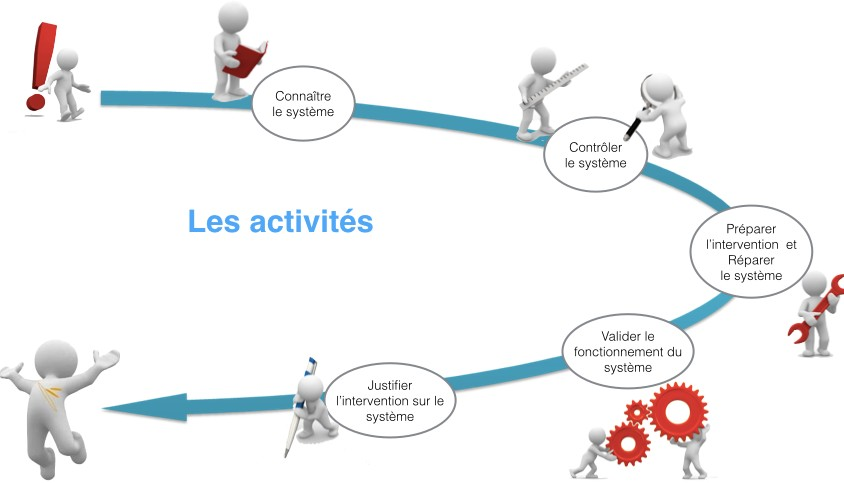 Connaître
le système
Contrôler
le système
Les activités
Préparer
l'intervention et
Réparer
le système
Valider le
fonctionnement du
système
Justifier
l'intervention sur le
système